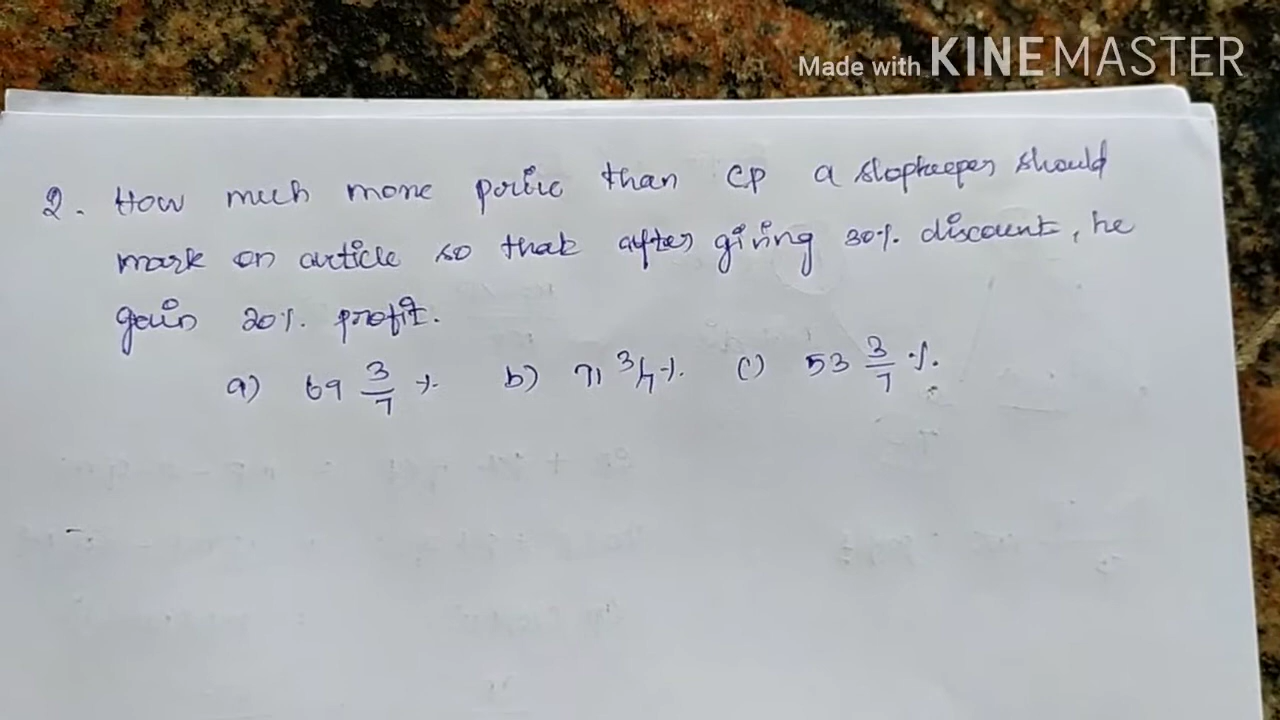 Made with KINEMASTER
2. How much more price than CP a slopkeeper should
mark on article so that after giving 30%. discount, he
gain 20%. profit.
a) 69 3/7 % b) 71 3/7 %. c) 53 3/7 %.